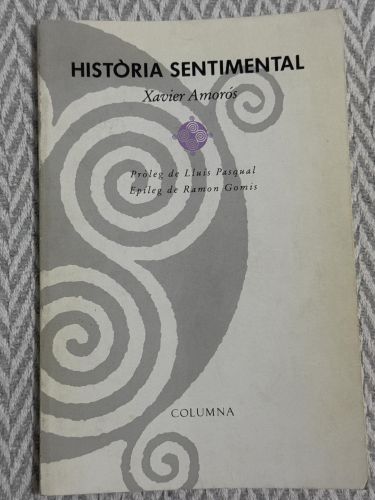 HISTÒRIA SENTIMENTAL
Xavier Amorós
Pròleg de Lluís Pasqual
Epíleg de Ramon Gomis
COLUMNA